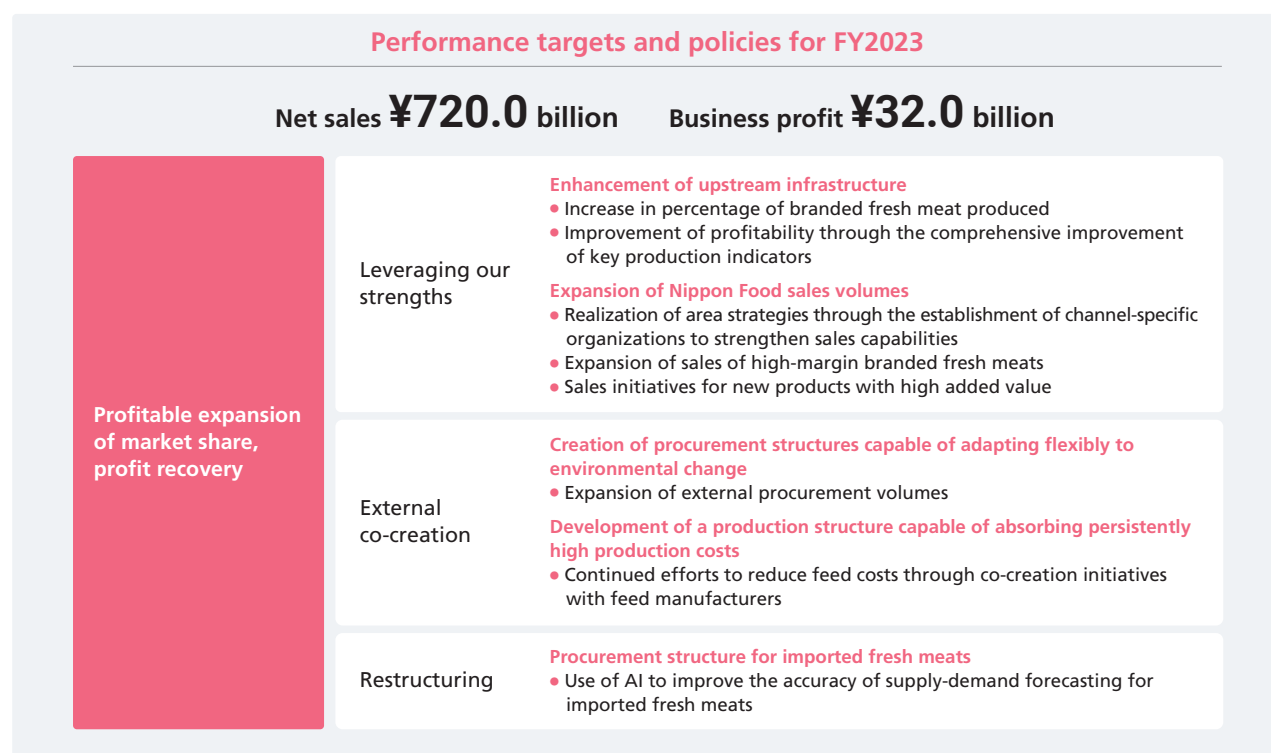 Performance targets and policies for FY2023
Net sales ¥720.0 billion Business profit ¥32.0 billion
Profitable expansion
of market share,
profit recovery
Leveraging our
strengths
Enhancement of upstream infrastructure
● Increase in percentage of branded fresh meat produced
● Improvement of profitability through the comprehensive improvement
of key production indicators
Expansion of Nippon Food sales volumes
● Realization of area strategies through the establishment of channel-specific
organizations to strengthen sales capabilities
● Expansion of sales of high-margin branded fresh meats
● Sales initiatives for new products with high added value
External
co-creation
Creation of procurement structures capable of adapting flexibly to
environmental change
● Expansion of external procurement volumes
Development of a production structure capable of absorbing persistently
high production costs
● Continued efforts to reduce feed costs through co-creation initiatives
with feed manufacturers
Restructuring
Procurement structure for imported fresh meats
● Use of AI to improve the accuracy of supply-demand forecasting for
imported fresh meats